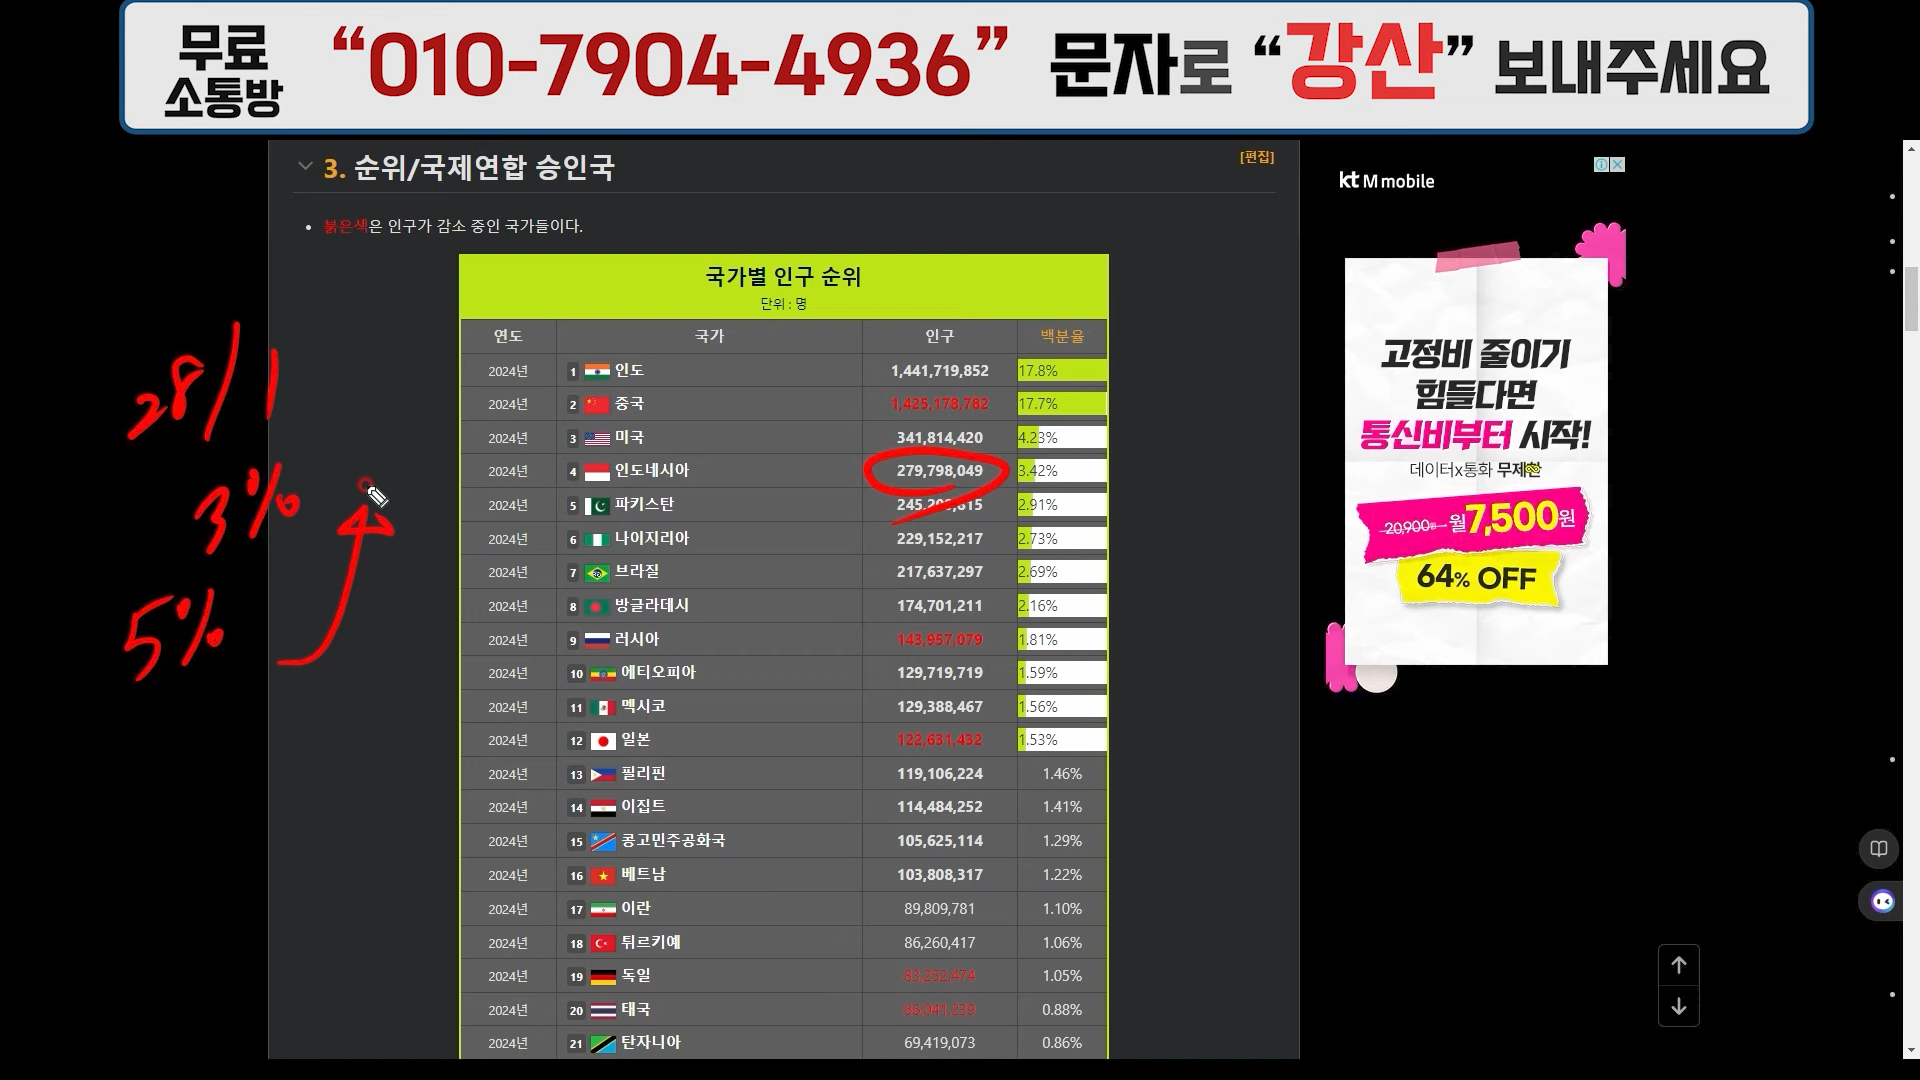 무료 소통방 “010-7904-4936” 문자로 “강산” 보내주세요
3. 순위/국제연합 승인국 [편집]
• 붉은색은 인구가 감소 중인 국가들이다.
국가별 인구 순위
단위 : 명
연도 국가 인구 백분율
2024년 1 인도 1,441,719,852 17.8%
2024년 2 중국 1,425,178,782 17.7%
2024년 3 미국 341,814,420 4.23%
2024년 4 인도네시아 279,798,049 3.42%
2024년 5 파키스탄 2.91%
2024년 6 나이지리아 229,152,217 2.73%
2024년 7 브라질 217,637,297 2.69%
2024년 8 방글라데시 174,701,211 2.16%
2024년 9 러시아 143,957,079 1.81%
2024년 10 에티오피아 129,719,719 1.59%
2024년 11 멕시코 129,388,467 1.56%
2024년 12 일본 122,631,432 1.53%
2024년 13 필리핀 119,106,224 1.46%
2024년 14 이집트 114,484,252 1.41%
2024년 15 콩고민주공화국 105,625,114 1.29%
2024년 16 베트남 103,808,317 1.22%
2024년 17 이란 89,809,781 1.10%
2024년 18 튀르키예 86,260,417 1.06%
2024년 19 독일 83,252,474 1.05%
2024년 20 태국 66,041,239 0.88%
2024년 21 탄자니아 69,419,073 0.86%
28/1
3%
5%
kt M mobile
고정비 줄이기
힘들다면
통신비부터 시작!
데이터x통화 무제한
20,900원 월7,500원
64% OFF